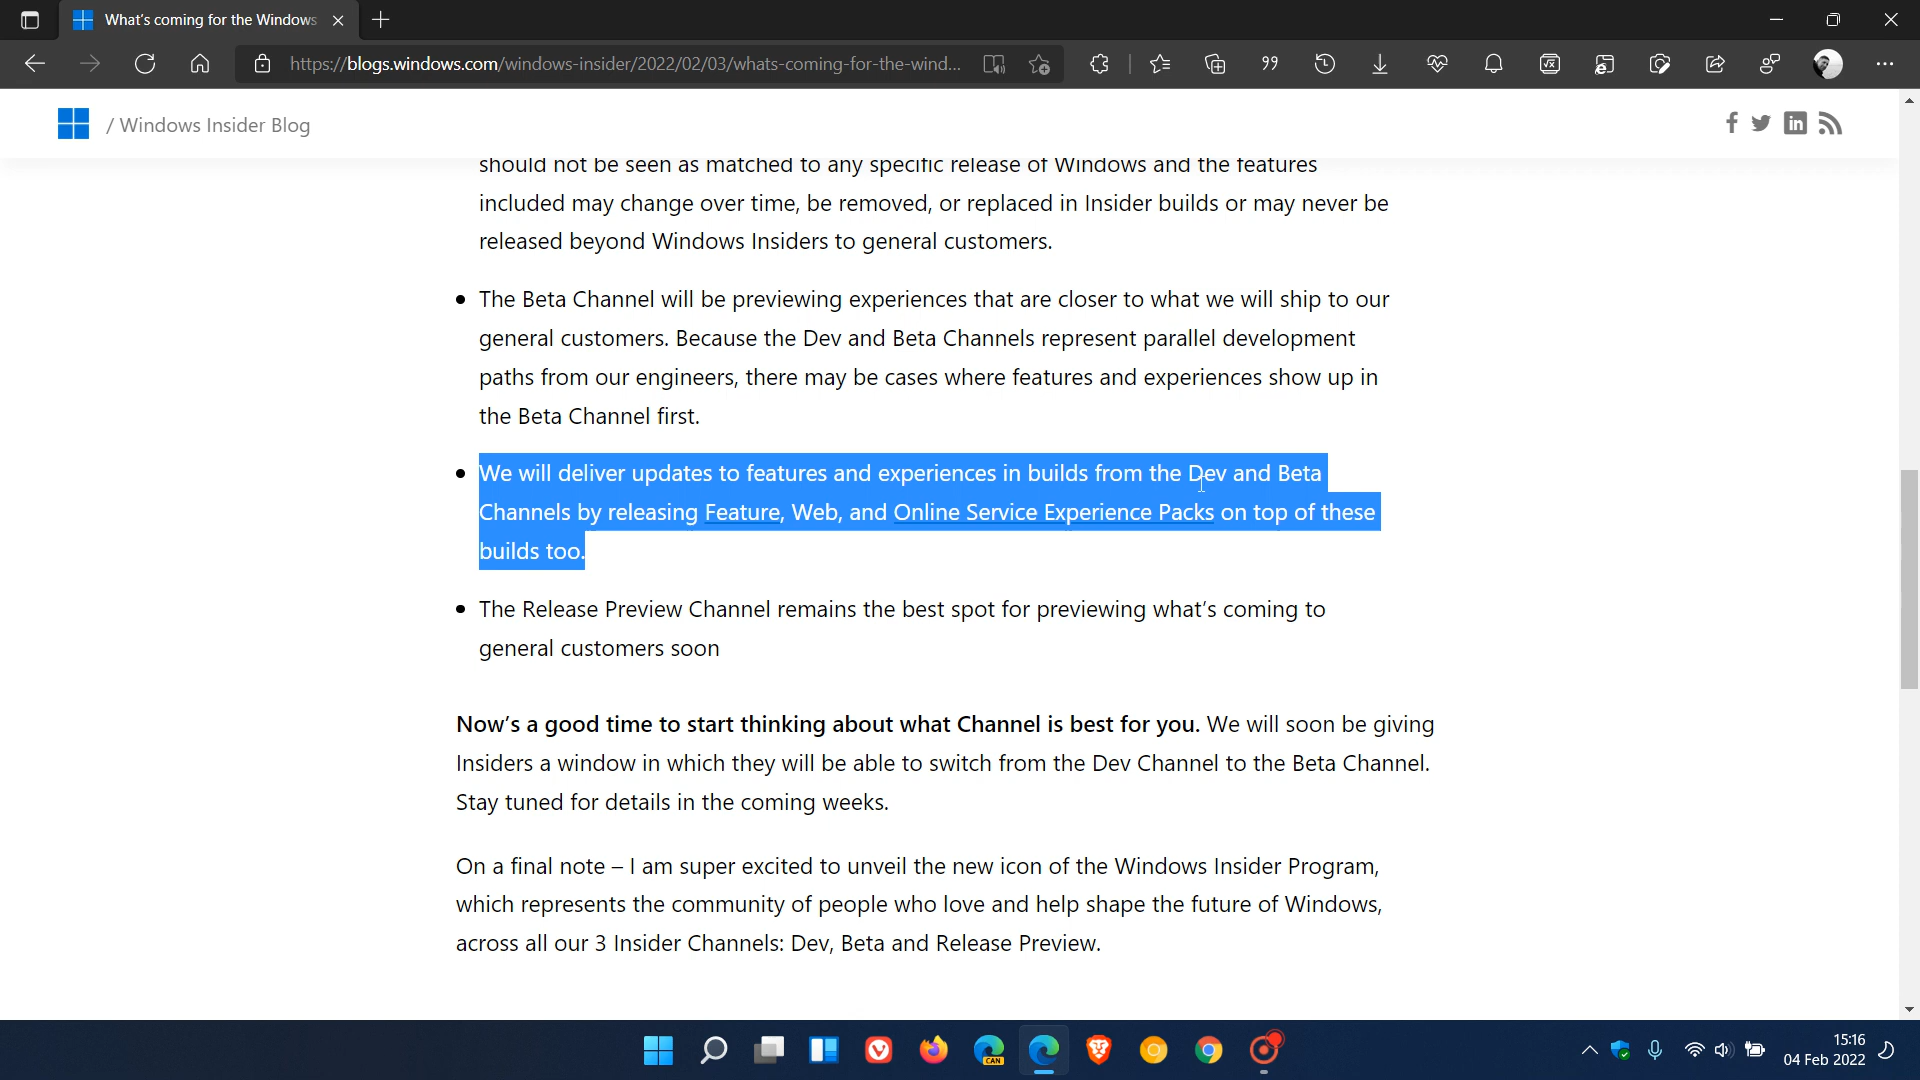 What's coming for the Windows
https://blogs.windows.com/windows-insider/2022/02/03/whats-coming-for-the-wind...
/ Windows Insider Blog
should not be seen as matched to any specific release of Windows and the features
included may change over time, be removed, or replaced in Insider builds or may never be
released beyond Windows Insiders to general customers.
The Beta Channel will be previewing experiences that are closer to what we will ship to our
general customers. Because the Dev and Beta Channels represent parallel development
paths from our engineers, there may be cases where features and experiences show up in
the Beta Channel first.
We will deliver updates to features and experiences in builds from the Dev and Beta
Channels by releasing Feature, Web, and Online Service Experience Packs on top of these
builds too.
The Release Preview Channel remains the best spot for previewing what's coming to
general customers soon
Now's a good time to start thinking about what Channel is best for you. We will soon be giving
Insiders a window in which they will be able to switch from the Dev Channel to the Beta Channel.
Stay tuned for details in the coming weeks.
On a final note – I am super excited to unveil the new icon of the Windows Insider Program,
which represents the community of people who love and help shape the future of Windows,
across all our 3 Insider Channels: Dev, Beta and Release Preview.
CAN
15:16
04 Feb 2022